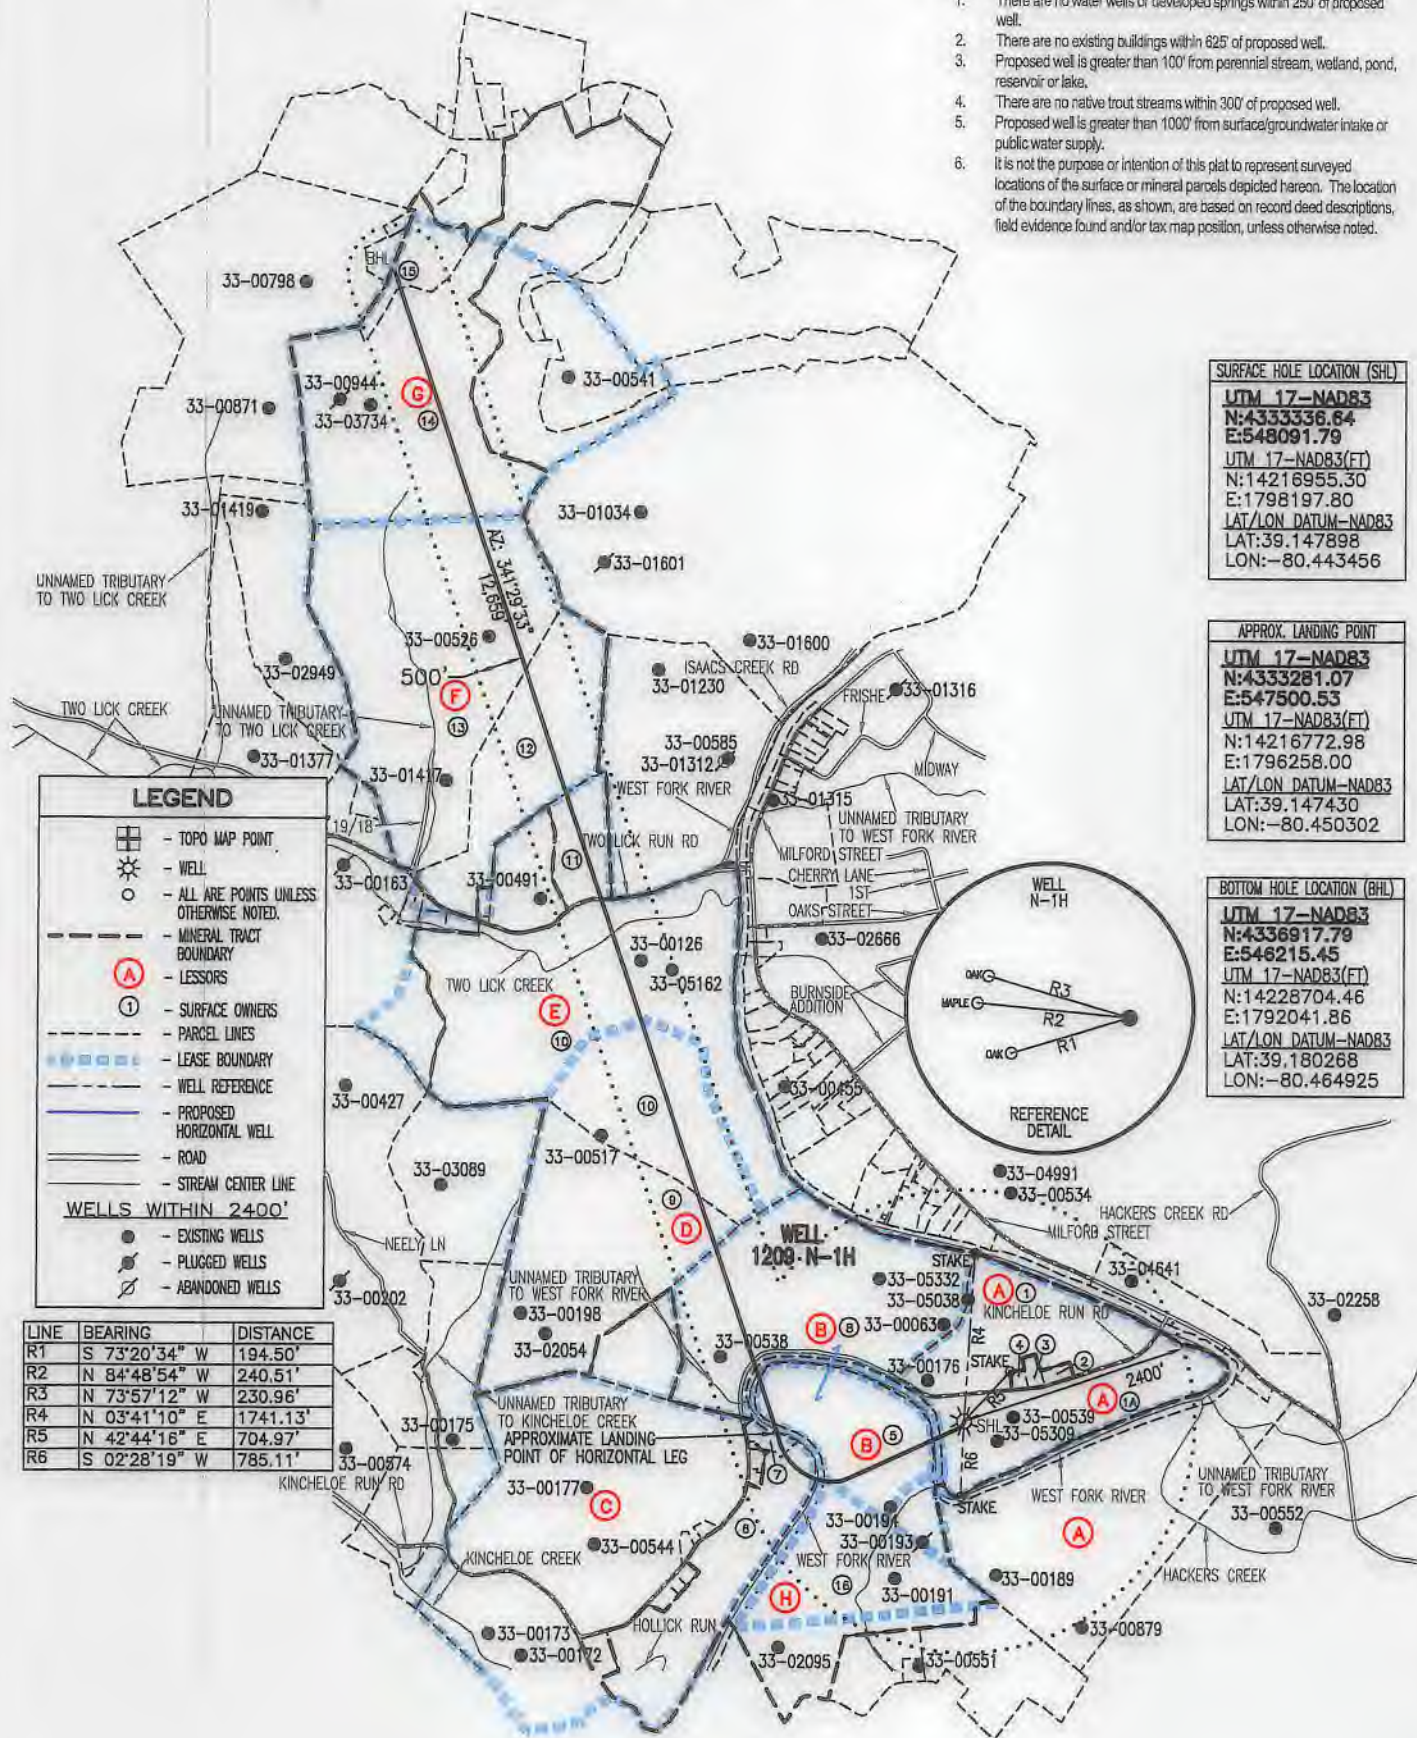 1. There are no water wells or developed springs within 250' of proposed
well.
2. There are no existing buildings within 625' of proposed well.
3. Proposed well is greater than 100' from perennial stream, wetland, pond,
reservoir or lake.
4. There are no native trout streams within 300' of proposed well.
5. Proposed well is greater than 1000' from surface/groundwater intake or
public water supply.
6. It is not the purpose or intention of this plat to represent surveyed
locations of the surface or mineral parcels depicted hereon. The location
of the boundary lines, as shown, are based on record deed descriptions,
field evidence found and/or tax map position, unless otherwise noted.
SURFACE HOLE LOCATION (SHL)
UTM 17-NAD83
N:4333336.64
E:548091.79
UTM 17-NAD83(FT)
N:14216955.30
E:1798197.80
LAT/LON DATUM-NAD83
LAT:39.147898
LON:-80.443456
APPROX. LANDING POINT
UTM 17-NAD83
N:4333281.07
E:547500.53
UTM 17-NAD83(FT)
N:14216772.98
E:1796258.00
LAT/LON DATUM-NAD83
LAT:39.147430
LON:-80.450302
BOTTOM HOLE LOCATION (BHL)
UTM 17-NAD83
N:4336917.79
E:546215.45
UTM 17-NAD83(FT)
N:14228704.46
E:1792041.86
LAT/LON DATUM-NAD83
LAT:39.180268
LON:-80.464925
BHL
15
33-00798
33-00944
33-00541
G
33-00871
33-03734
14
33-01419
33-01034
AZ: 341°29'33"
12,659'
33-01601
UNNAMED TRIBUTARY
TO TWO LICK CREEK
33-00526
33-01600
33-02949
500'
ISAACS CREEK RD
33-01230
F
FRISHE
33-01316
TWO LICK CREEK
UNNAMED TRIBUTARY
TO TWO LICK CREEK
13
12
33-00585
33-01312
33-01377
33-01417
MIDWAY
WEST FORK RIVER
33-01315
UNNAMED TRIBUTARY
TO WEST FORK RIVER
19/18
TWO LICK RUN RD
11
MILFORD STREET
CHERRY LANE
1ST
OAKS STREET
33-00163
33-00491
33-02666
33-00126
33-05162
TWO LICK CREEK
E
10
BURNSIDE
ADDITION
33-00455
33-00427
10
33-00517
33-03089
9
D
LEGEND
- TOPO MAP POINT
- WELL
- ALL ARE POINTS UNLESS
OTHERWISE NOTED.
- MINERAL TRACT
BOUNDARY
A - LESSORS
1 - SURFACE OWNERS
- PARCEL LINES
- LEASE BOUNDARY
- WELL REFERENCE
- PROPOSED
HORIZONTAL WELL
- ROAD
- STREAM CENTER LINE
WELLS WITHIN 2400'
- EXISTING WELLS
- PLUGGED WELLS
- ABANDONED WELLS
WELL
N-1H
OAK
MAPLE
OAK
R3
R2
R1
REFERENCE
DETAIL
33-04991
33-00534
HACKERS CREEK RD
MILFORD STREET
NEELY LN
WELL
1209 N-1H
STAKE
33-04641
UNNAMED TRIBUTARY
TO WEST FORK RIVER
33-05332
33-05038
A 1
KINCHELOE RUN RD
33-00202
33-00198
33-02054
33-02258
33-00538
B 8
33-00063
R4
4 3
2
STAKE
33-00176
2400'
R5
A
1A
LINE BEARING DISTANCE
R1 S 73°20'34" W 194.50'
R2 N 84°48'54" W 240.51'
R3 N 73°57'12" W 230.96'
R4 N 03°41'10" E 1741.13'
R5 N 42°44'16" E 704.97'
R6 S 02°28'19" W 785.11'
UNNAMED TRIBUTARY
TO KINCHELOE CREEK
APPROXIMATE LANDING
POINT OF HORIZONTAL LEG
33-00175
33-00574
B 5
SHL
33-00539
33-05309
R6
KINCHELOE RUN RD
33-00177
C
7
UNNAMED TRIBUTARY
TO WEST FORK RIVER
STAKE
WEST FORK RIVER
33-00194
33-00193
A
33-00552
33-00544
KINCHELOE CREEK
WEST FORK RIVER
16
33-00191
33-00189
HACKERS CREEK
H
33-00173
33-00172
HOLLICK RUN
33-02095
33-00551
33-00879